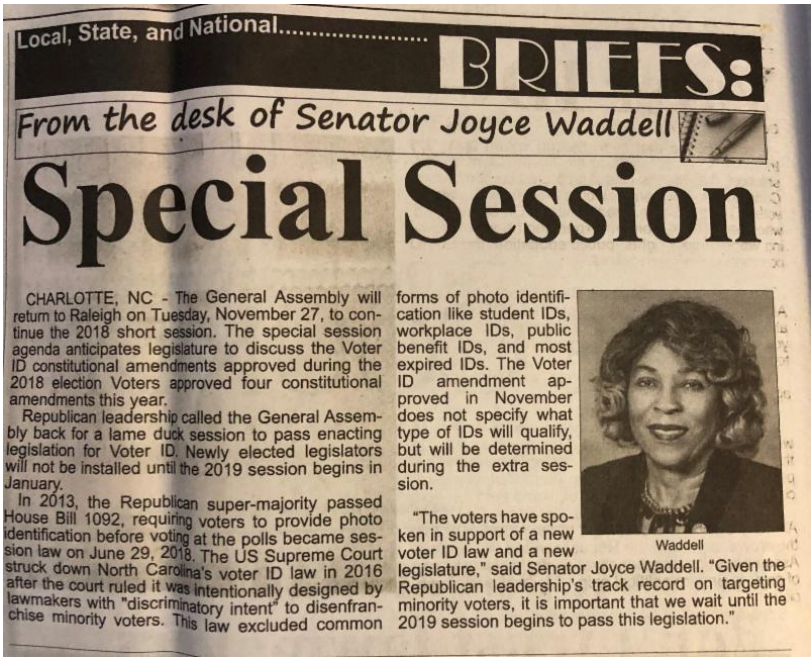 Local, State, and National..............................
BRIEFS:
From the desk of Senator Joyce Waddell
Special Session
CHARLOTTE, NC - The General Assembly will
return to Raleigh on Tuesday, November 27, to con-
tinue the 2018 short session. The special session
agenda anticipates legislature to discuss the Voter
ID constitutional amendments approved during the
2018 election Voters approved four constitutional
amendments this year.
Republican leadership called the General Assem-
bly back for a lame duck session to pass enacting
legislation for Voter ID. Newly elected legislators
will not be installed until the 2019 session begins in
January.
In 2013, the Republican super-majority passed
House Bill 1092, requiring voters to provide photo
identification before voting at the polls became ses-
sion law on June 29, 2018. The US Supreme Court
struck down North Carolina's voter ID law in 2016
after the court ruled it was intentionally designed by
lawmakers with "discriminatory intent" to disenfran-
chise minority voters. This law excluded common
forms of photo identifi-
cation like student IDs,
workplace IDs, public
benefit IDs, and most
expired IDs. The Voter
ID amendment ap-
proved in November
does not specify what
type of IDs will qualify,
but will be determined
during the extra ses-
sion.
"The voters have spo-
ken in support of a new
voter ID law and a new
legislature," said Senator Joyce Waddell. "Given the
Republican leadership's track record on targeting
minority voters, it is important that we wait until the
2019 session begins to pass this legislation."
Waddell